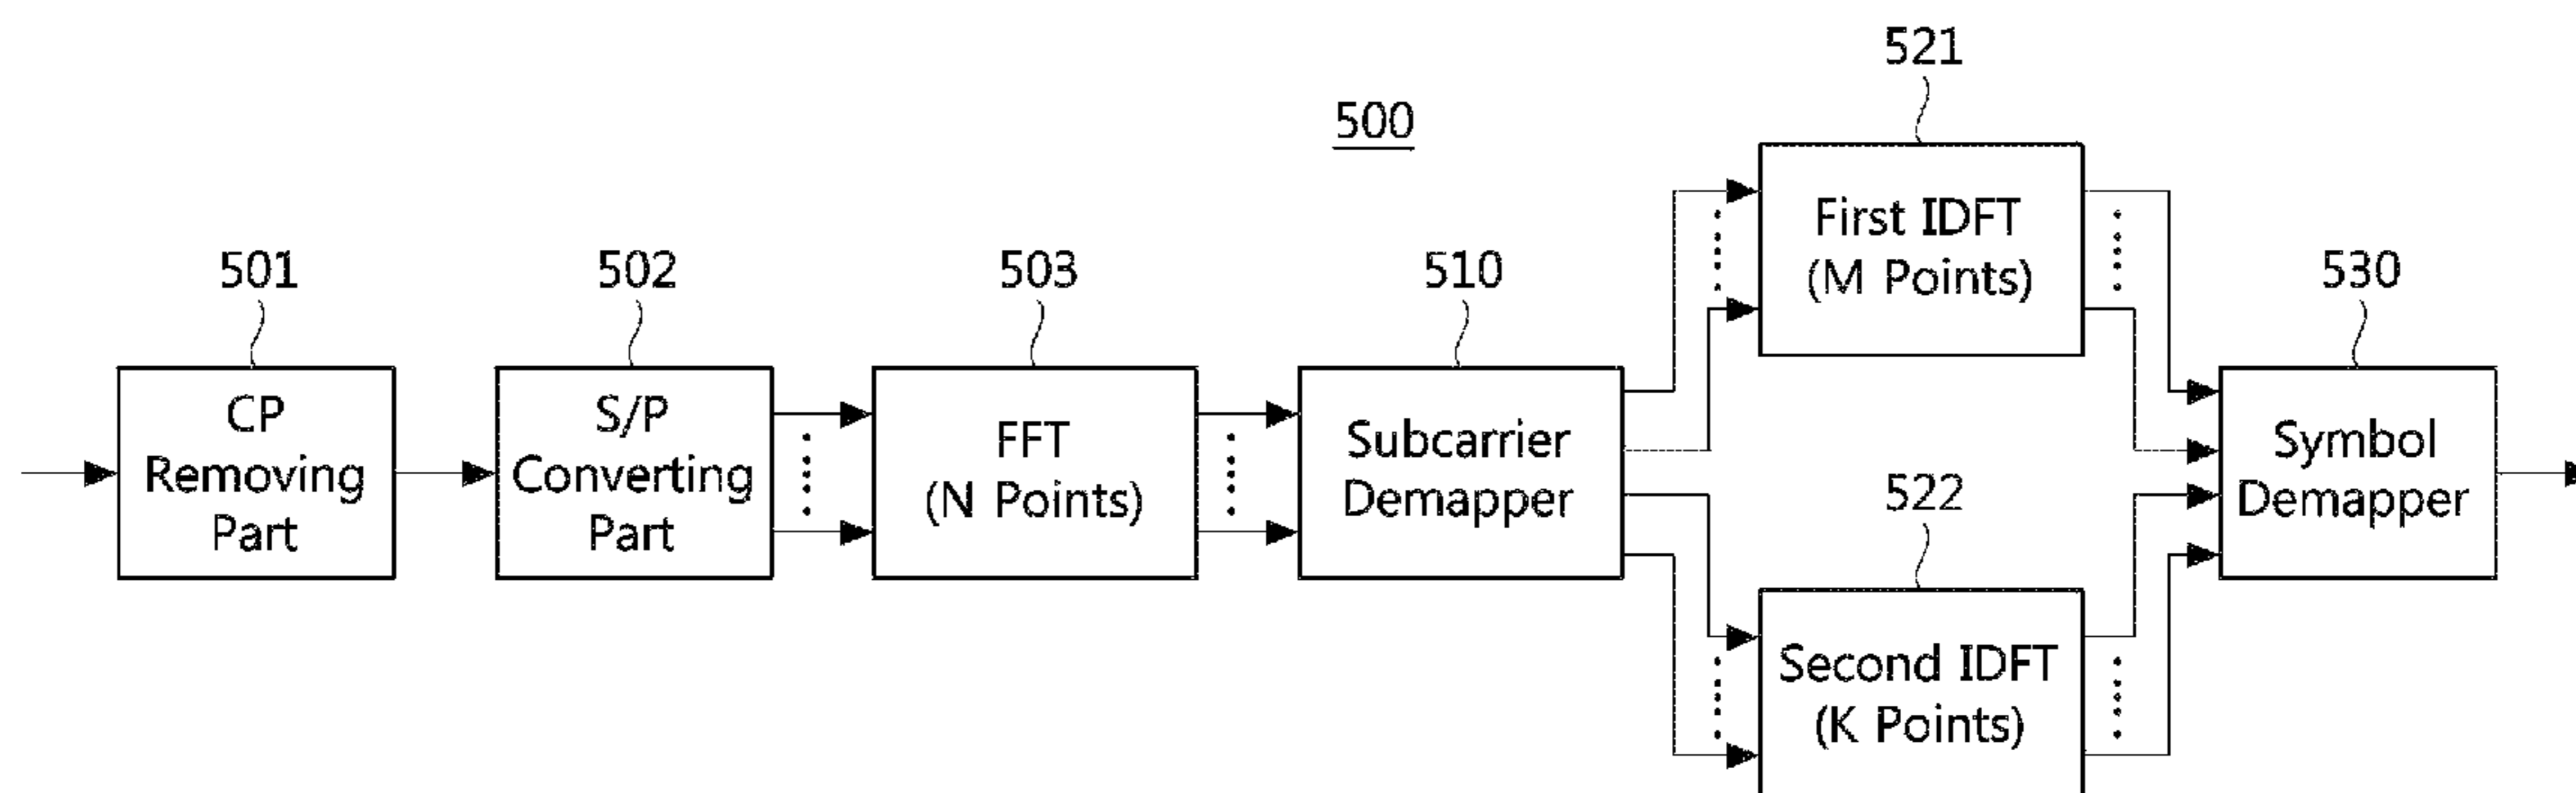 500
501
CP
Removing
Part
502
S/P
Converting
Part
503
FFT
(N Points)
510
Subcarrier
Demapper
521
First IDFT
(M Points)
522
Second IDFT
(K Points)
530
Symbol
Demapper